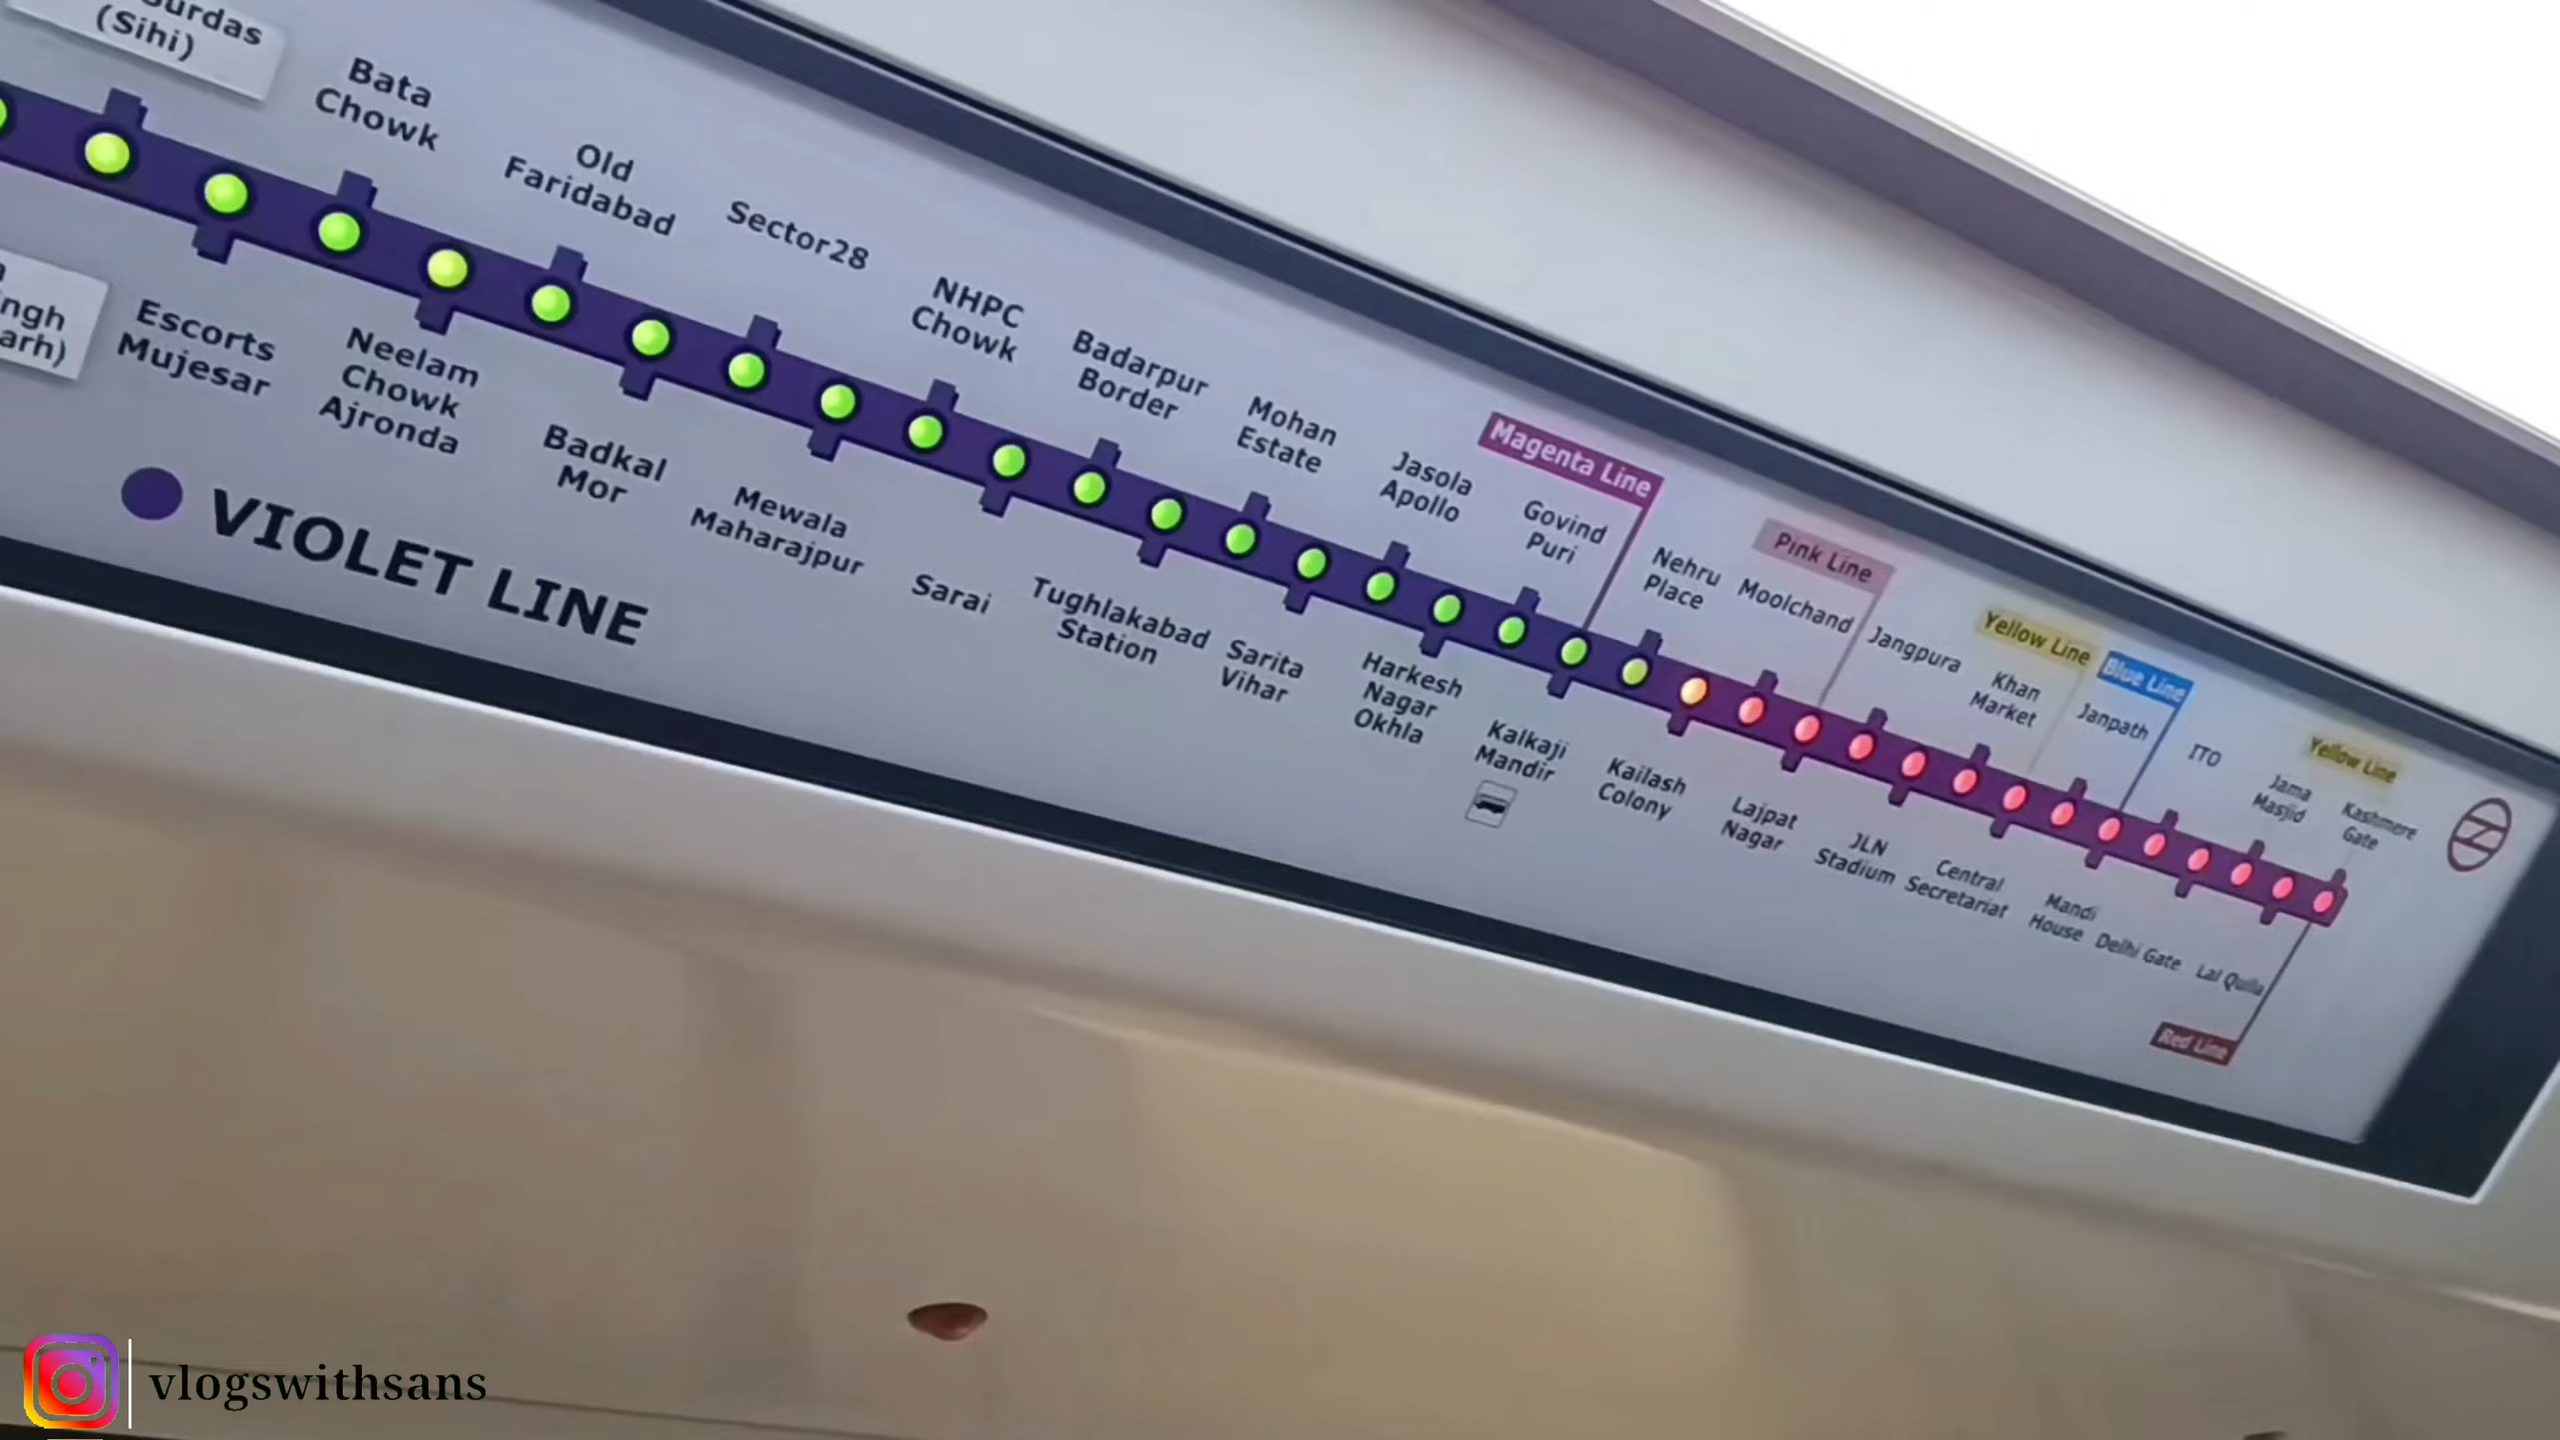 (Sihi)
Bata
Chowk
Old
Faridabad
Sector28
NHPC
Chowk
Badarpur
Border
Mohan
Estate
Jasola
Apollo
Magenta Line
Govind
Puri
Nehru
Place
Pink Line
Moolchand
Jangpura
Yellow Line
Khan
Market
Blue Line
Janpath
ITO
Yellow Line
Jama
Masjid
Kashmere
Gate
Escorts
Mujesar
Neelam
Chowk
Ajronda
Badkal
Mor
Mewala
Maharajpur
Sarai
Tughlakabad
Station
Sarita
Vihar
Harkesh
Nagar
Okhla
Kalkaji
Mandir
Kailash
Colony
Lajpat
Nagar
JLN
Stadium
Central
Secretariat
Mandi
House
Delhi Gate
Lal Quila
Red Line
VIOLET LINE
vlogswithsans